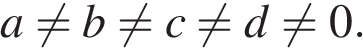 a ≠ b ≠ c ≠ d ≠ 0.